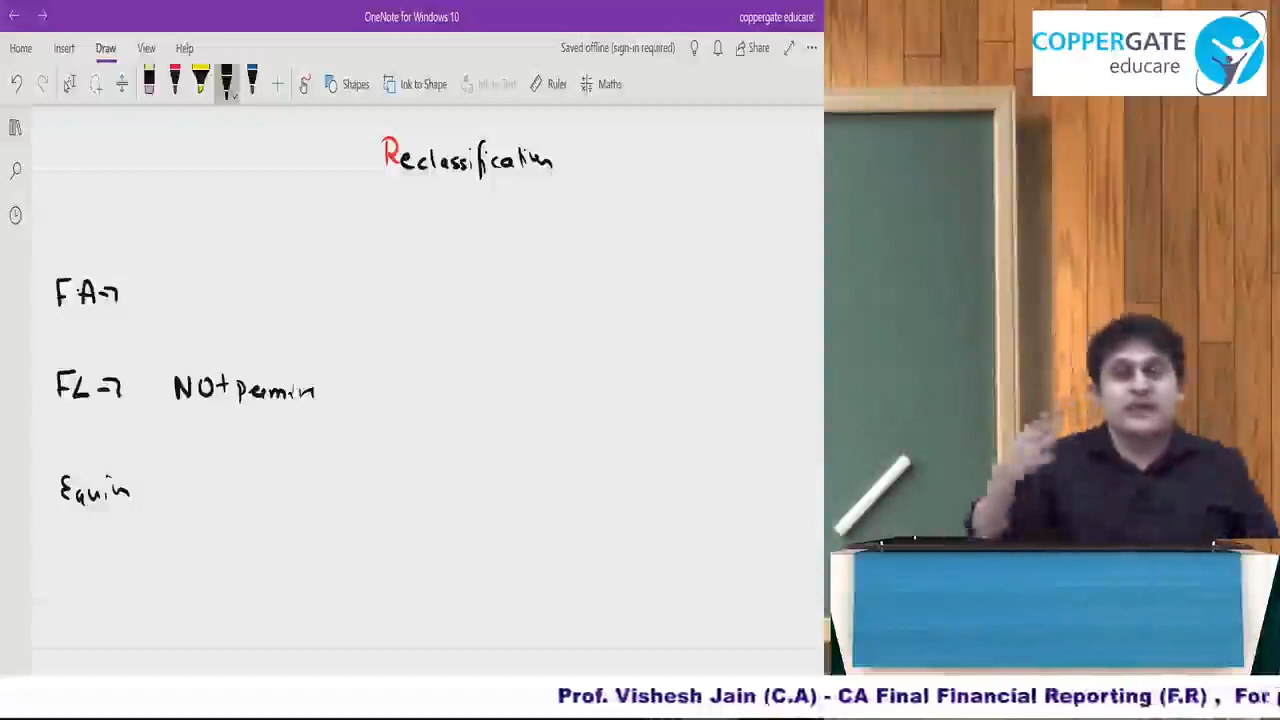 OneNote for Windows 10
coppergate educare
Home Insert Draw View Help
Saved offline (sign-in required)
Share
Shapes
Ink to Shape
Ink to Text
Ruler
Maths
COPPERGATE
educare
Reclassification
FA
FL NOt permin
Equin
Prof. Vishesh Jain (C.A) - CA Final Financial Reporting (F.R) , For